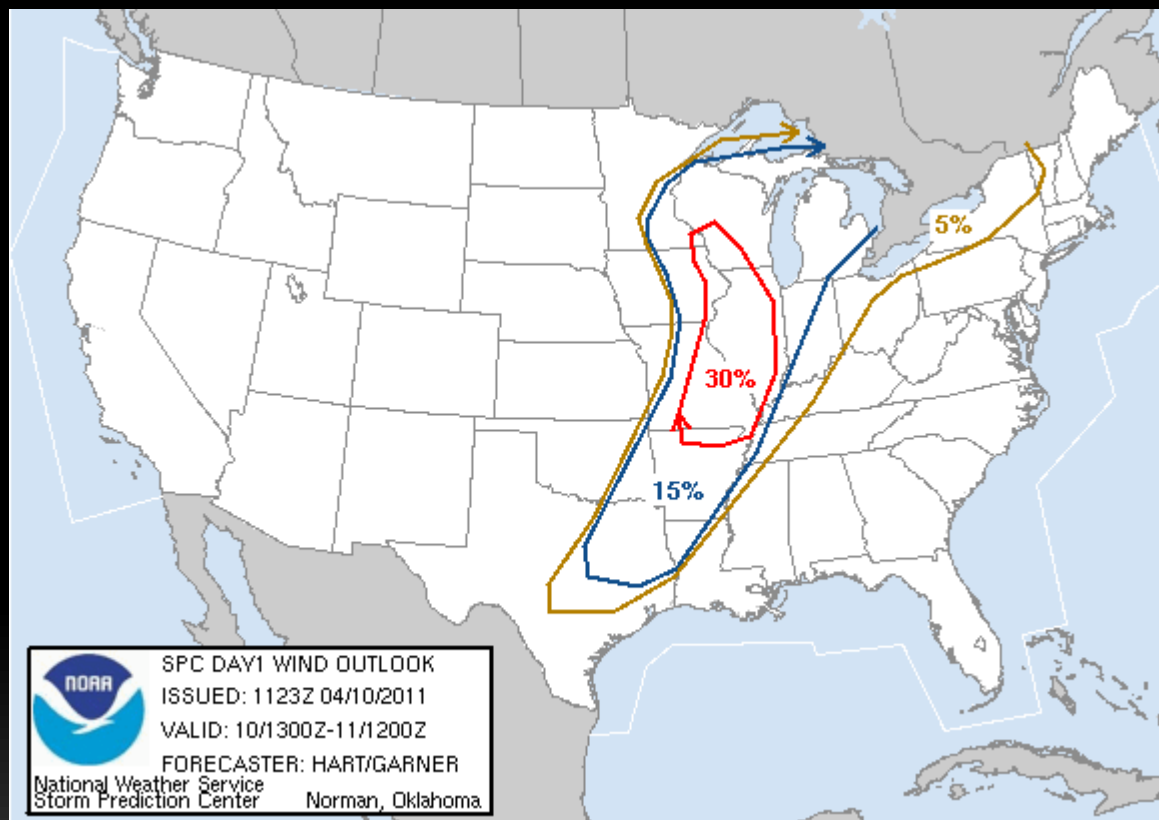 5%
30%
15%
NOAA
SPC DAY1 WIND OUTLOOK
ISSUED: 1123Z 04/10/2011
VALID: 10/1300Z-11/1200Z
FORECASTER: HART/GARNER
National Weather Service
Storm Prediction Center Norman, Oklahoma